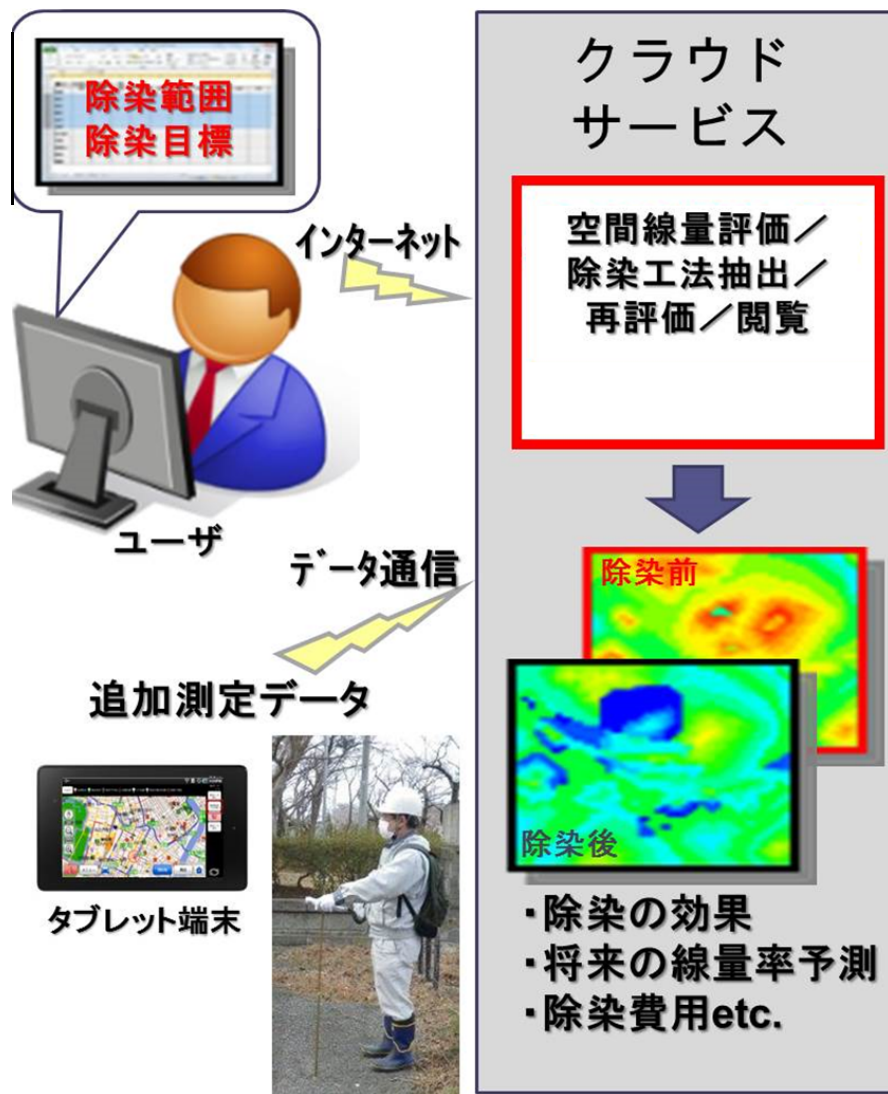 除染範囲
除染目標
インターネット
ユーザ
データ通信
追加測定データ
タブレット端末
クラウド
サービス
空間線量評価／
除染工法抽出／
再評価／閲覧
除染前
除染後
・除染の効果
・将来の線量率予測
・除染費用etc.